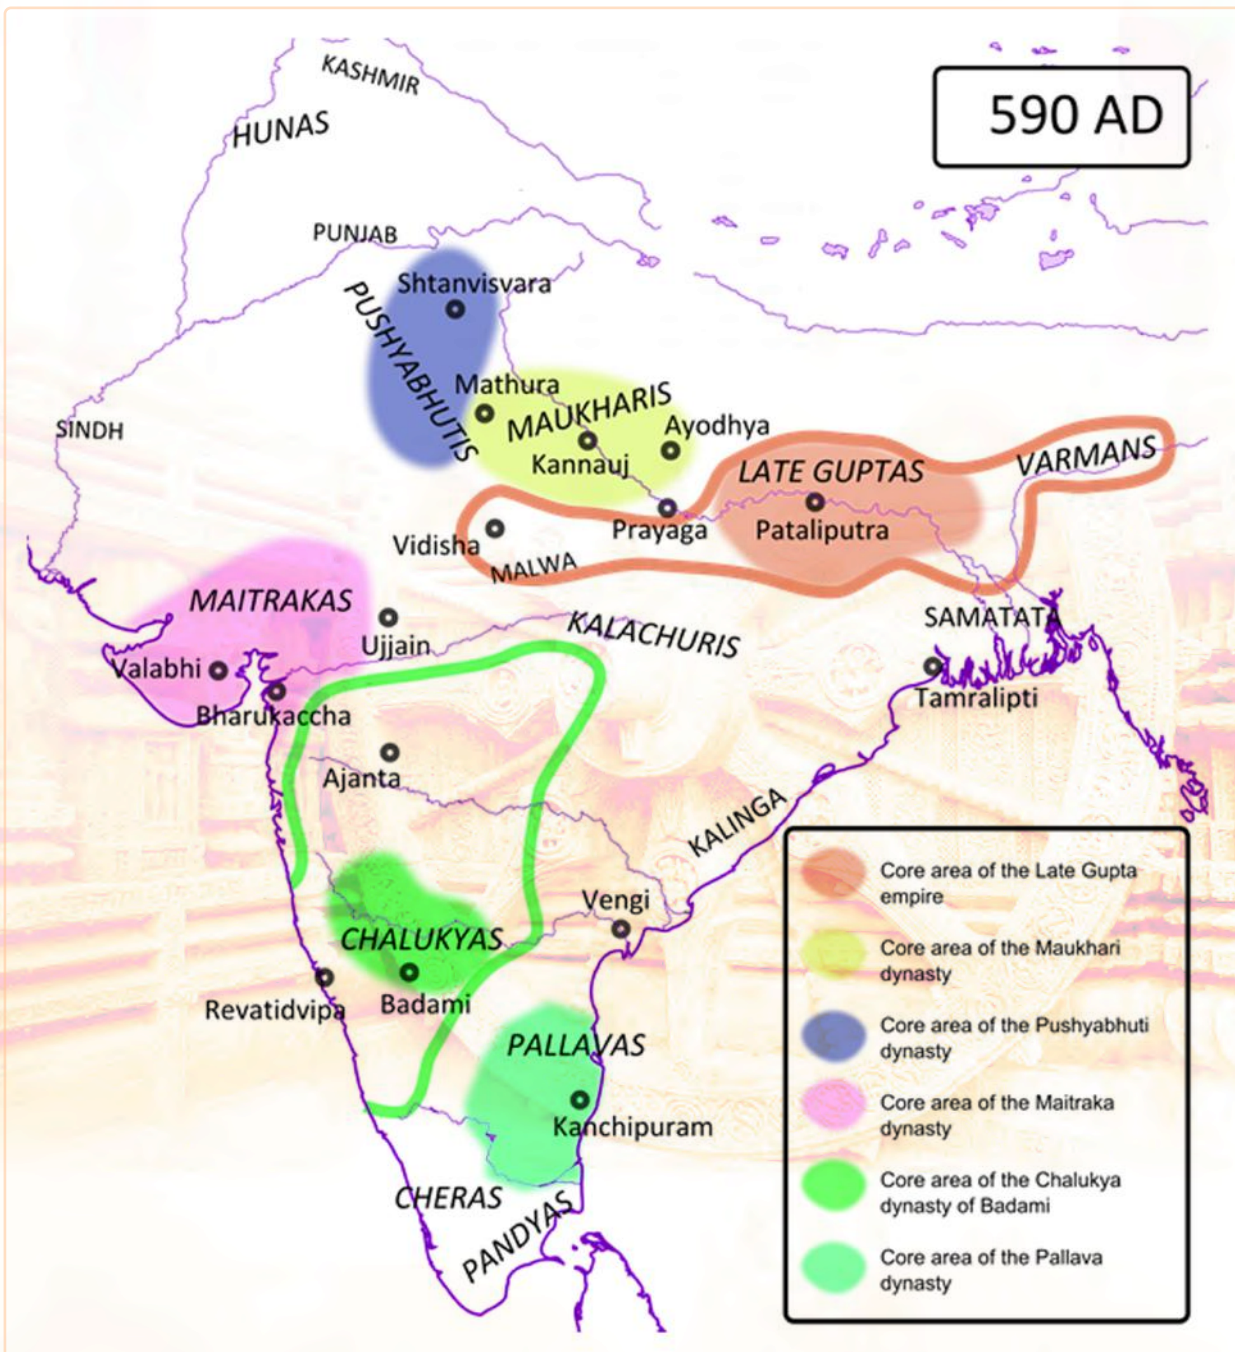 KASHMIR
590 AD
HUNAS
PUNJAB
Shtanvisvara
PUSHYABHUTIS
Mathura
MAUKHARIS
Ayodhya
SINDH
Kannauj
LATE GUPTAS
VARMANS
Prayaga
Pataliputra
Vidisha
MALWA
MAITRAKAS
SAMATATA
KALACHURIS
Ujjain
Valabhi
Tamralipti
Bharukaccha
Ajanta
KALINGA
Vengi
CHALUKYAS
Badami
Revatidvipa
PALLAVAS
Kanchipuram
CHERAS
PANDYAS
Core area of the Late Gupta
empire
Core area of the Maukhari
dynasty
Core area of the Pushyabhuti
dynasty
Core area of the Maitraka
dynasty
Core area of the Chalukya
dynasty of Badami
Core area of the Pallava
dynasty